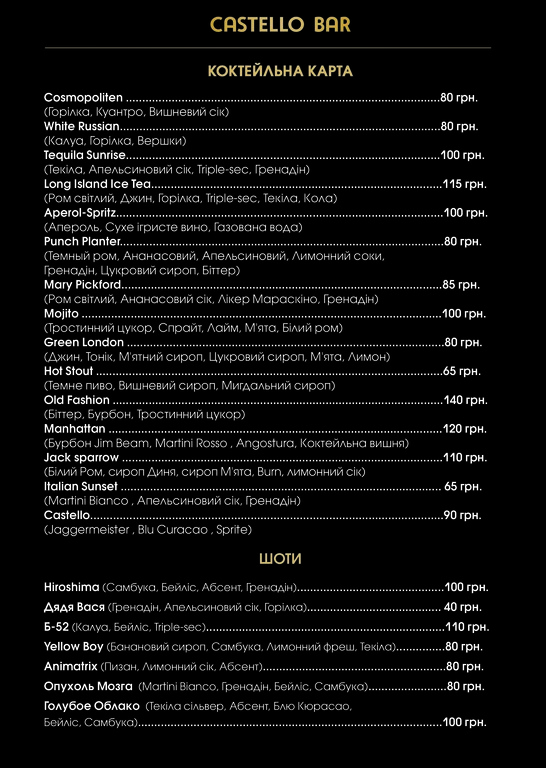 CASTELLO BAR
КОКТЕЙЛЬНА КАРТА
Cosmopoliten ........................................................................................80 грн.
(Горілка, Куантро, Вишневий сік)
White Russian.........................................................................................80 грн.
(Калуа, Горілка, Вершки)
Tequila Sunrise.......................................................................................100 грн.
(Текіла, Апельсиновий сік, Triple-sec, Гренадін)
Long Island Ice Tea.................................................................................115 грн.
(Ром світлий, Джин, Горілка, Triple-sec, Текіла, Кола)
Aperol-Spritz...........................................................................................100 грн.
(Апероль, Сухе ігристе вино, Газована вода)
Punch Planter.........................................................................................80 грн.
(Темный ром, Ананасовий, Апельсиновий, Лимонний соки,
Гренадін, Цукровий сироп, Біттер)
Mary Pickford.........................................................................................85 грн.
(Ром світлий, Ананасовий сік, Лікер Мараскіно, Гренадін)
Mojito ....................................................................................................100 грн.
(Тростинний цукор, Спрайт, Лайм, М'ята, Білий ром)
Green London ........................................................................................80 грн.
(Джин, Тонік, М'ятний сироп, Цукровий сироп, М'ята, Лимон)
Hot Stout .................................................................................................65 грн.
(Темне пиво, Вишневий сироп, Мигдальний сироп)
Old Fashion ............................................................................................140 грн.
(Біттер, Бурбон, Тростинний цукор)
Manhattan ..............................................................................................120 грн.
(Бурбон Jim Beam, Martini Rosso , Angostura, Коктейльна вишня)
Jack sparrow ..........................................................................................110 грн.
(Білий Ром, сироп Диня, сироп М'ята, Burn, лимонний сік)
Italian Sunset .......................................................................................... 65 грн.
(Martini Bianco , Апельсиновий сік, Гренадін)
Castello...................................................................................................90 грн.
(Jaggermeister , Blu Curacao , Sprite)
ШОТИ
Hiroshima (Самбука, Бейліс, Абсент, Гренадін)..........................................100 грн.
Дядя Вася (Гренадін, Апельсиновий сік, Горілка)...................................... 40 грн.
Б-52 (Калуа, Бейліс, Triple-sec)....................................................................110 грн.
Yellow Boy (Банановий сироп, Самбука, Лимонний фреш, Текіла)..............80 грн.
Animatrix (Пизан, Лимонний сік, Абсент)....................................................80 грн.
Опухоль Мозга (Martini Bianco, Гренадін, Бейліс, Самбука)......................80 грн.
Голубое Облако (Текіла сільвер, Абсент, Блю Кюрасао,
Бейліс, Самбука).......................................................................................100 грн.